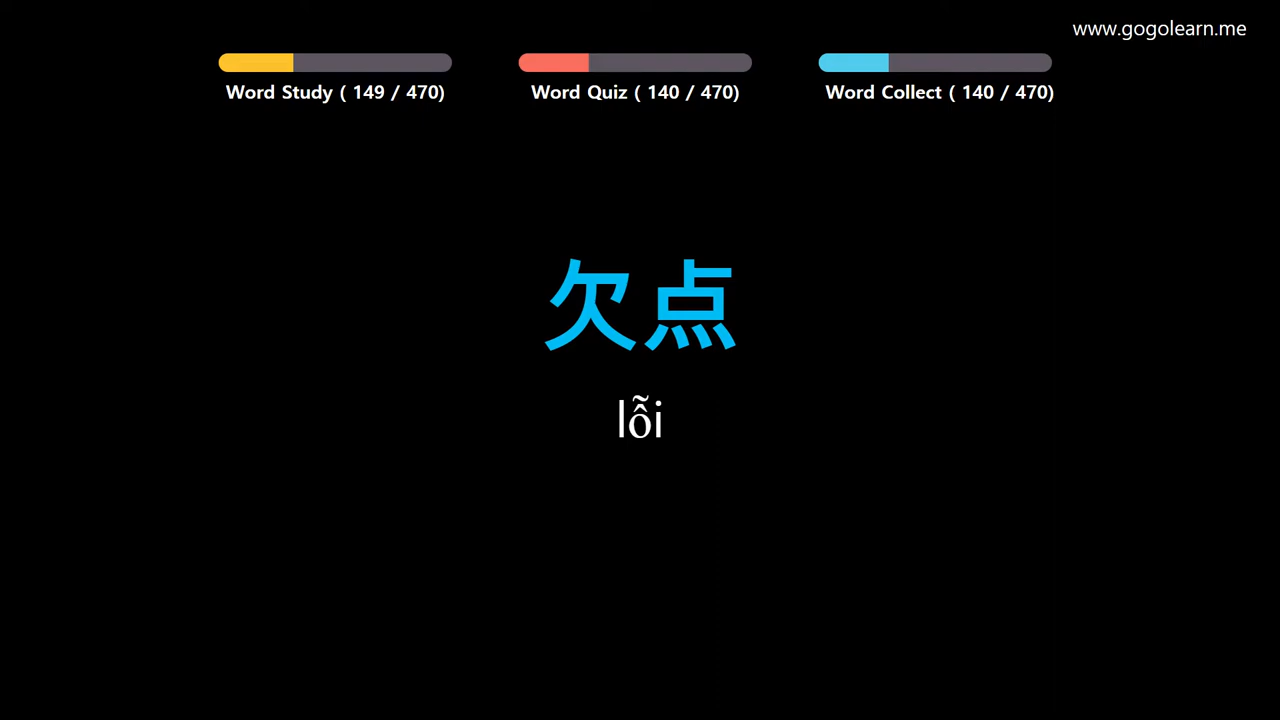 www.gogolearn.me
Word Study ( 149 / 470)
Word Quiz ( 140 / 470)
Word Collect ( 140 / 470)
欠点
lỗi